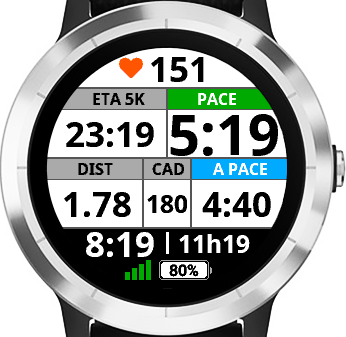 151
ETA 5K PACE
23:19 5:19
DIST CAD A PACE
1.78 180 4:40
8:19 11h19
80%